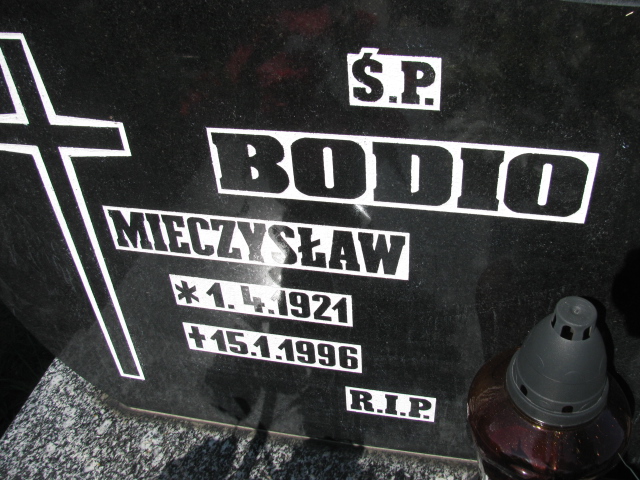 Ś.P.
BODIO
MIECZYSŁAW
*1.4.1921
✝15.1.1996
R.I.P.